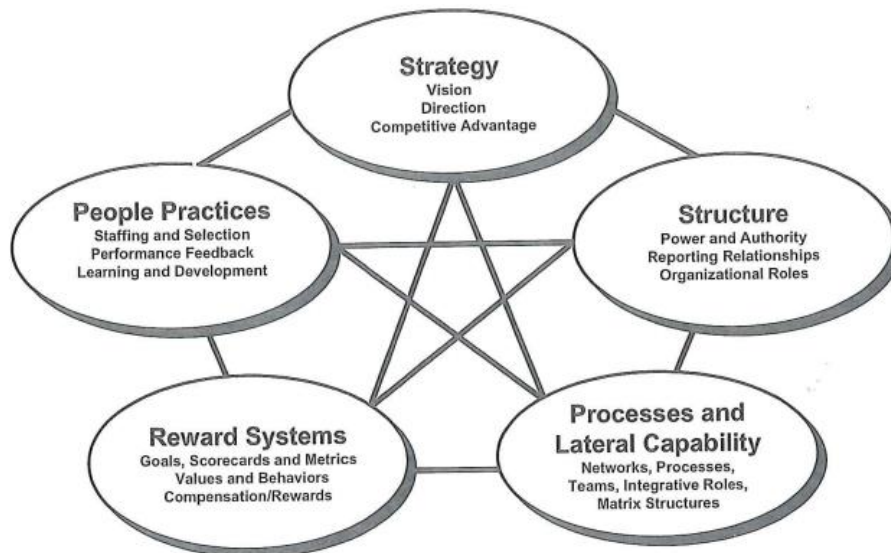 Strategy
Vision
Direction
Competitive Advantage
People Practices
Staffing and Selection
Performance Feedback
Learning and Development
Structure
Power and Authority
Reporting Relationships
Organizational Roles
Reward Systems
Goals, Scorecards and Metrics
Values and Behaviors
Compensation/Rewards
Processes and
Lateral Capability
Networks, Processes,
Teams, Integrative Roles,
Matrix Structures